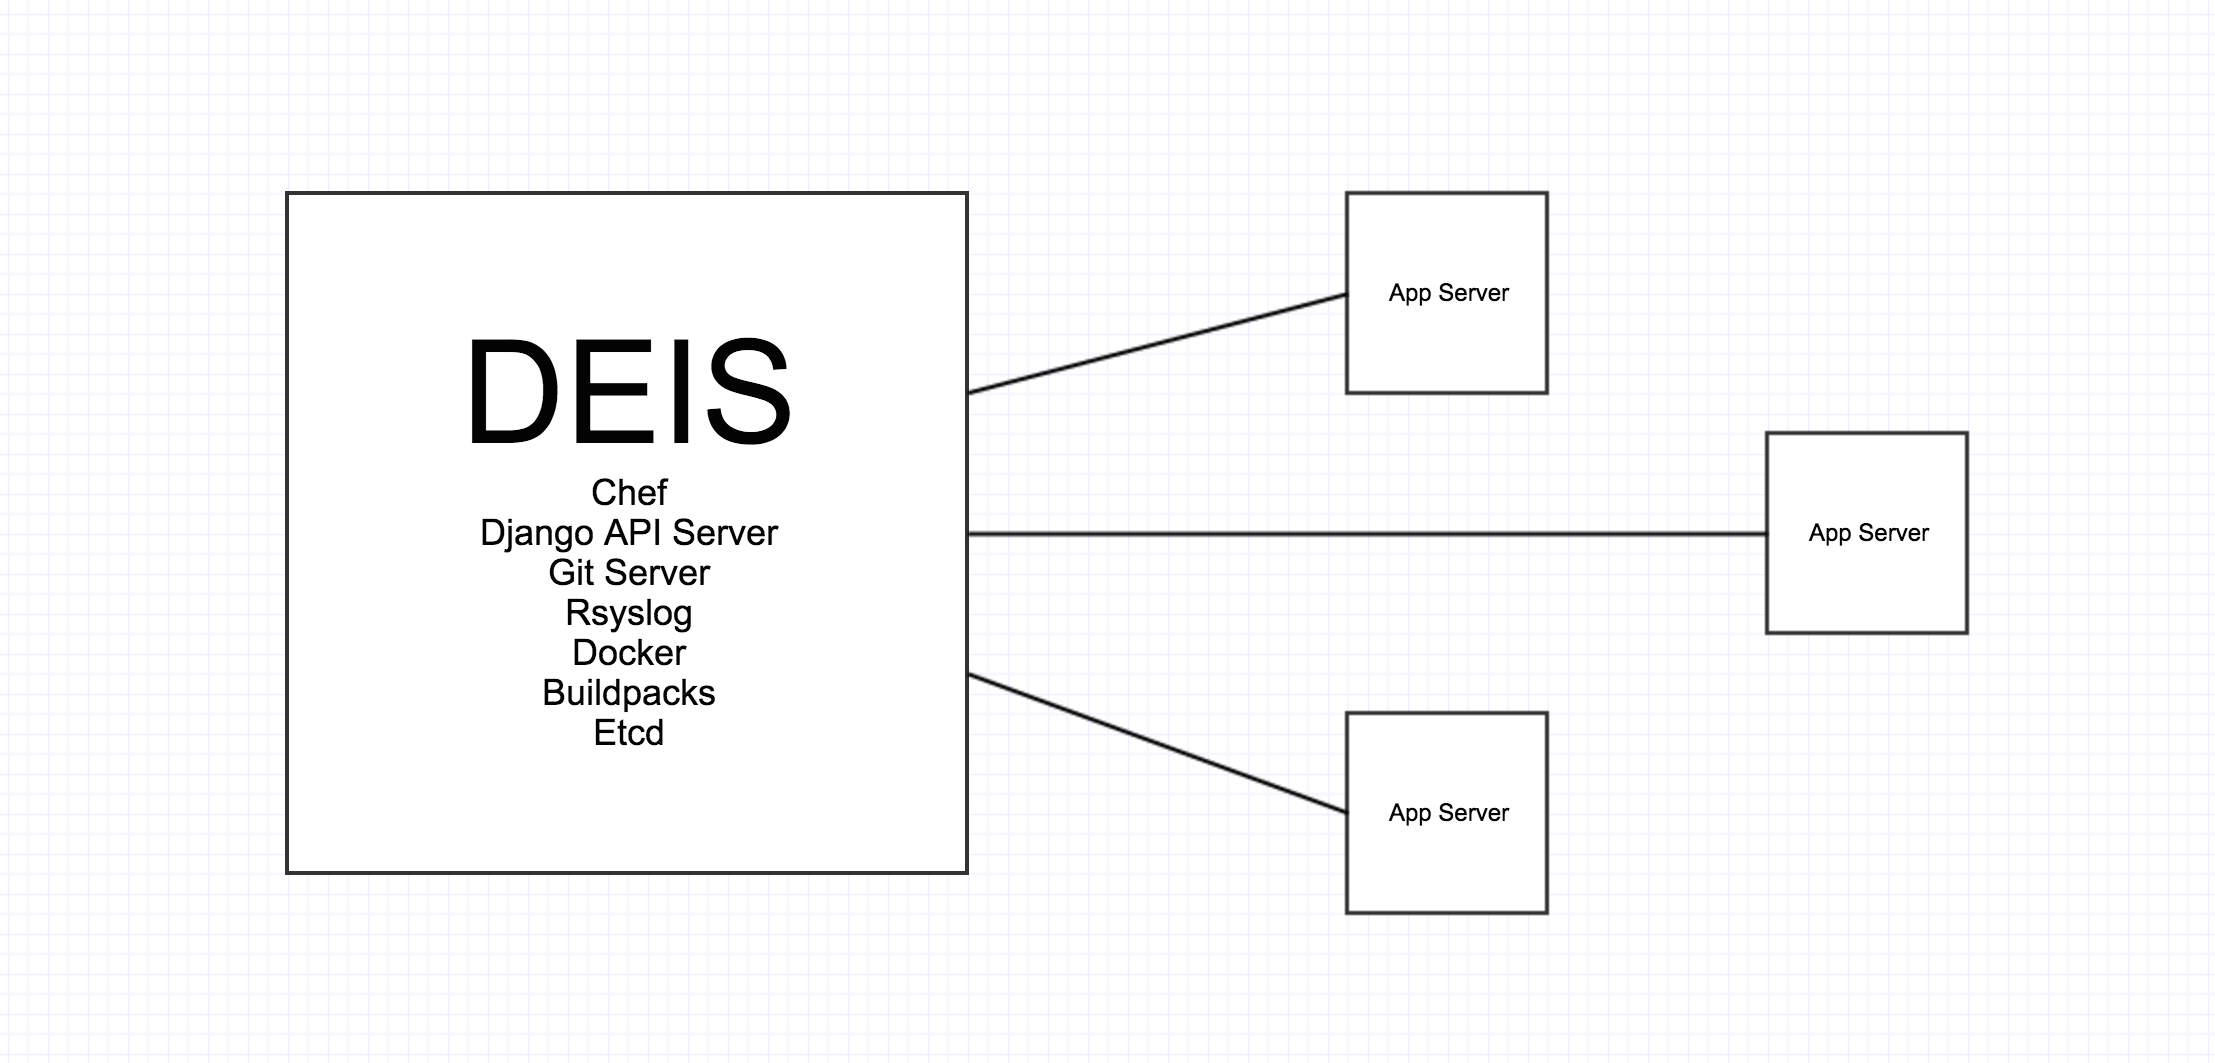 DEIS
Chef
Django API Server
Git Server
Rsyslog
Docker
Buildpacks
Etcd
App Server
App Server
App Server